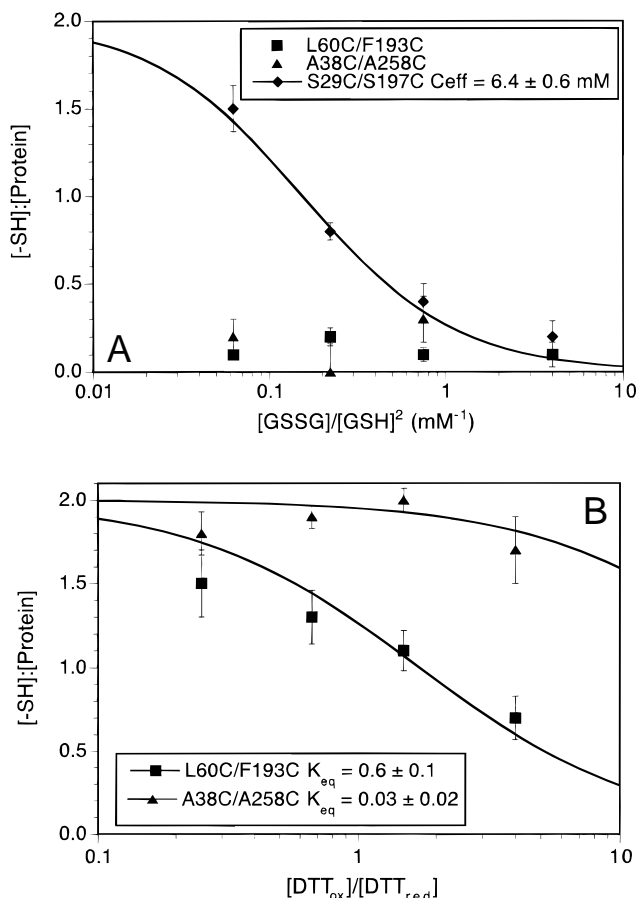 L60C/F193C
A38C/A258C
S29C/S197C Ceff = 6.4 ± 0.6 mM
2.0
1.5
1.0
0.5
0.0
[-SH]:[Protein]
A
0.01
0.1
1
10
[GSSG]/[GSH]² (mM⁻¹)
B
2.0
1.5
1.0
0.5
0.0
[-SH]:[Protein]
L60C/F193C Keq = 0.6 ± 0.1
A38C/A258C Keq = 0.03 ± 0.02
0.1
1
10
[DTTox]/[DTTred]